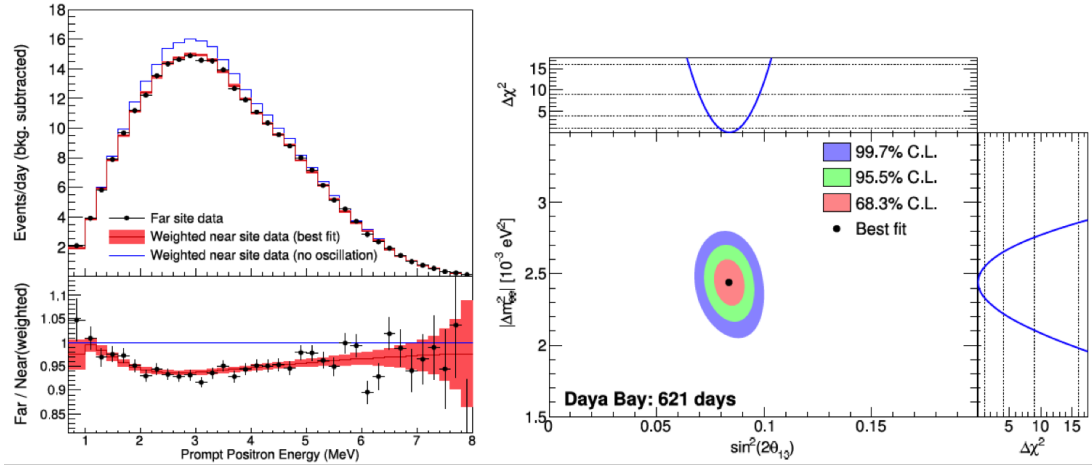 Events/day (bkg. subtracted)
18
16
14
12
10
8
6
4
2
Far site data
Weighted near site data (best fit)
Weighted near site data (no oscillation)
Far / Near(weighted)
1.1
1.05
1
0.95
0.9
0.85
1 2 3 4 5 6 7 8
Prompt Positron Energy (MeV)
Δχ²
15
10
5
99.7% C.L.
95.5% C.L.
68.3% C.L.
Best fit
|Δm²ee| [10⁻³ eV²]
3
2.5
2
1.5
Daya Bay: 621 days
0 0.05 0.1 0.15
sin²(2θ₁₃)
5 10 15
Δχ²